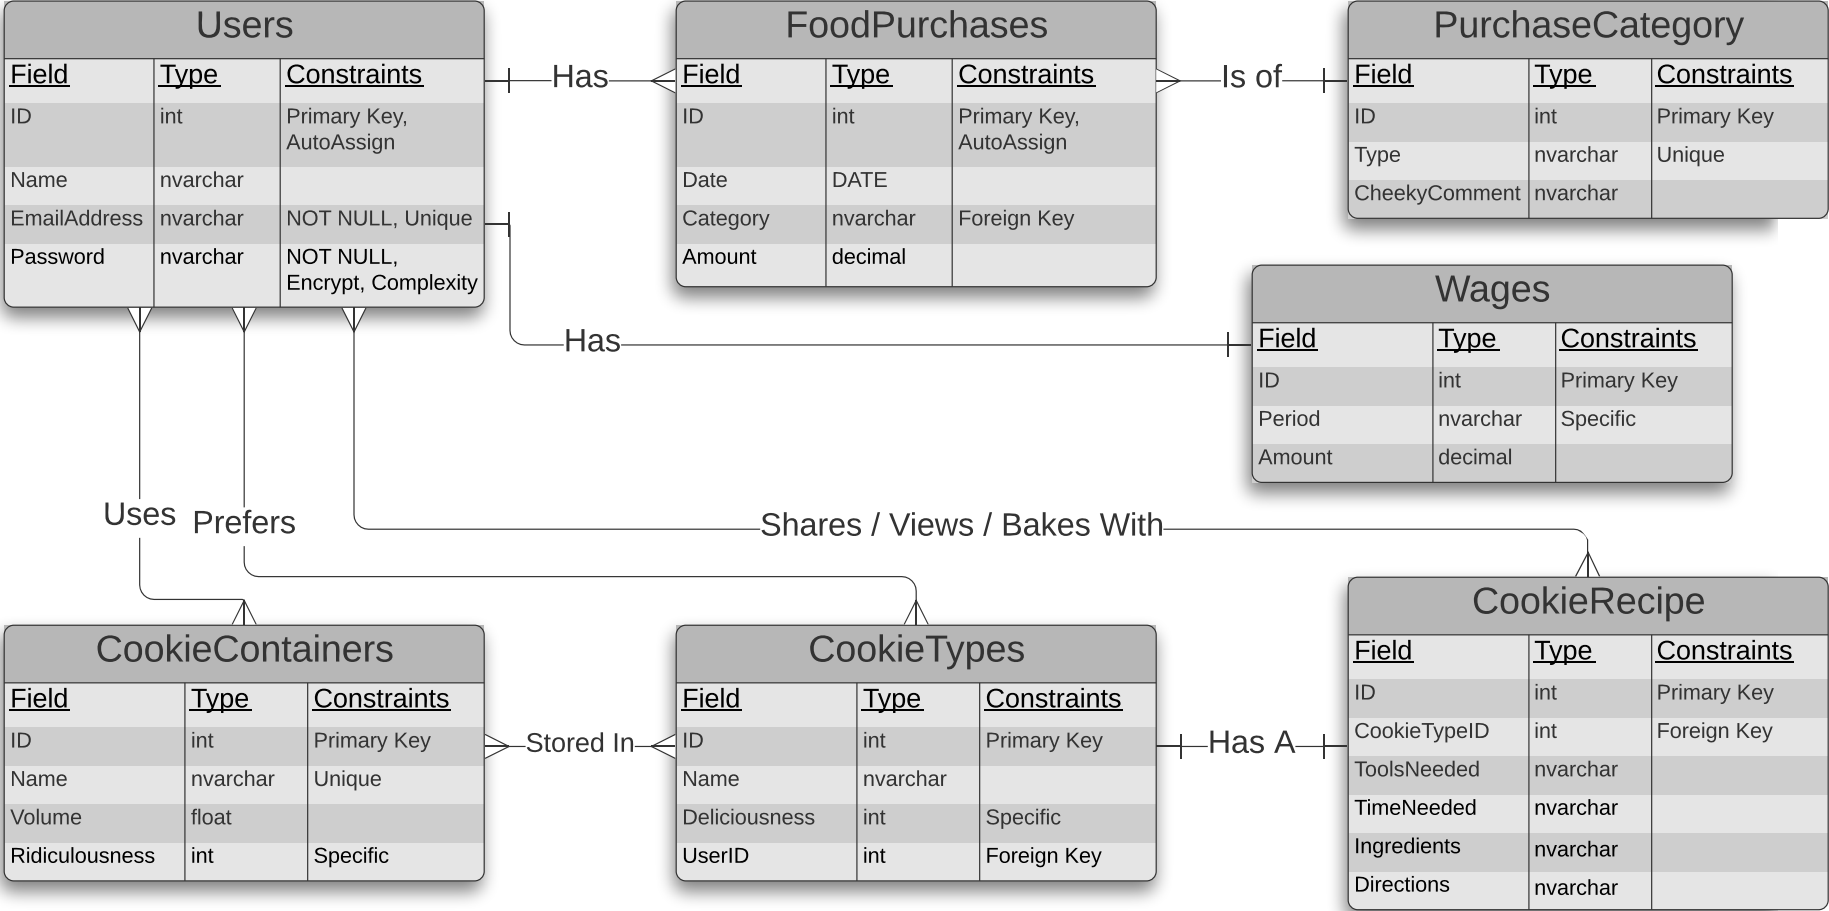 Users
Field Type Constraints
ID int Primary Key,
AutoAssign
Name nvarchar
EmailAddress nvarchar NOT NULL, Unique
Password nvarchar NOT NULL,
Encrypt, Complexity
Has
FoodPurchases
Field Type Constraints
ID int Primary Key,
AutoAssign
Date DATE
Category nvarchar Foreign Key
Amount decimal
Is of
PurchaseCategory
Field Type Constraints
ID int Primary Key
Type nvarchar Unique
CheekyComment nvarchar
Has
Wages
Field Type Constraints
ID int Primary Key
Period nvarchar Specific
Amount decimal
Uses
Prefers
Shares / Views / Bakes With
CookieContainers
Field Type Constraints
ID int Primary Key
Name nvarchar Unique
Volume float
Ridiculousness int Specific
Stored In
CookieTypes
Field Type Constraints
ID int Primary Key
Name nvarchar
Deliciousness int Specific
UserID int Foreign Key
Has A
CookieRecipe
Field Type Constraints
ID int Primary Key
CookieTypeID int Foreign Key
ToolsNeeded nvarchar
TimeNeeded nvarchar
Ingredients nvarchar
Directions nvarchar